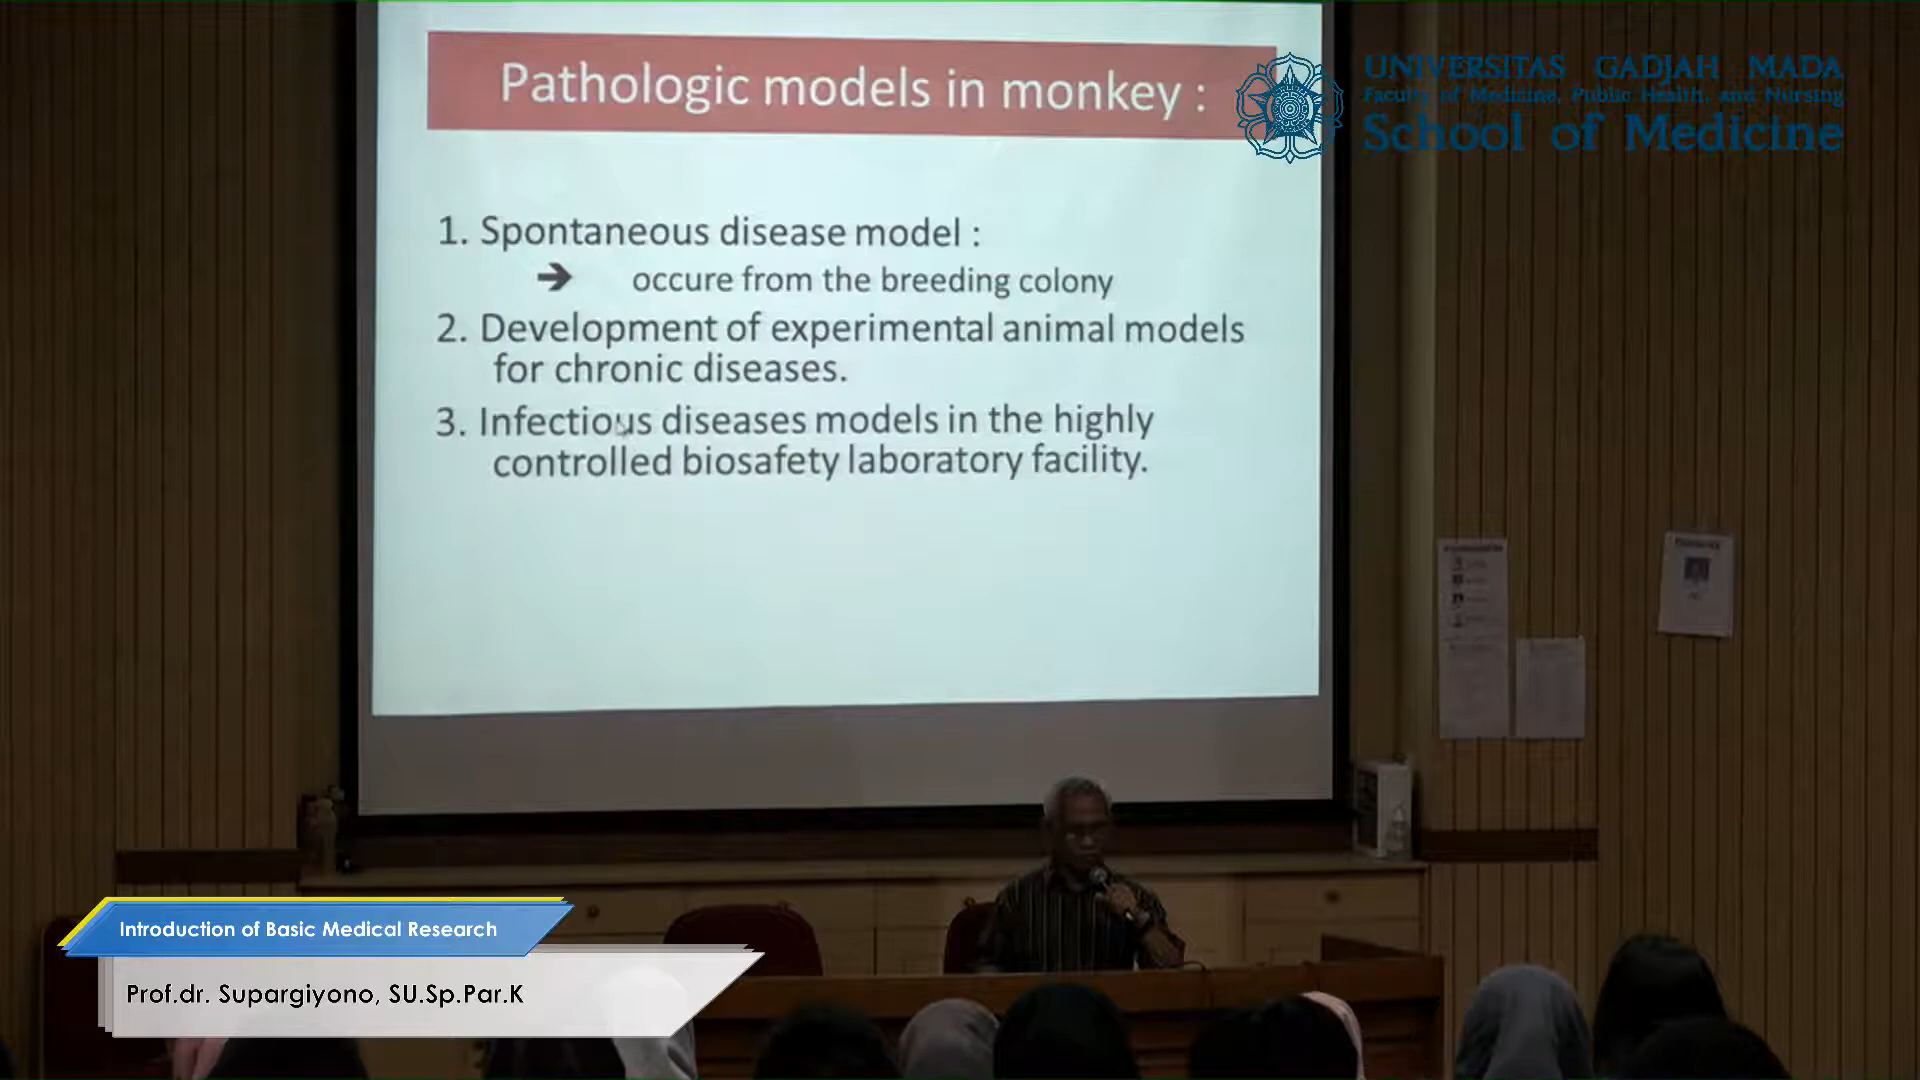 Pathologic models in monkey :
UNIVERSITAS GADJAH MADA
Faculty of Medicine, Public Health, and Nursing
School of Medicine
1. Spontaneous disease model :
➔ occure from the breeding colony
2. Development of experimental animal models
for chronic diseases.
3. Infectious diseases models in the highly
controlled biosafety laboratory facility.
Introduction of Basic Medical Research
Prof.dr. Supargiyono, SU.Sp.Par.K